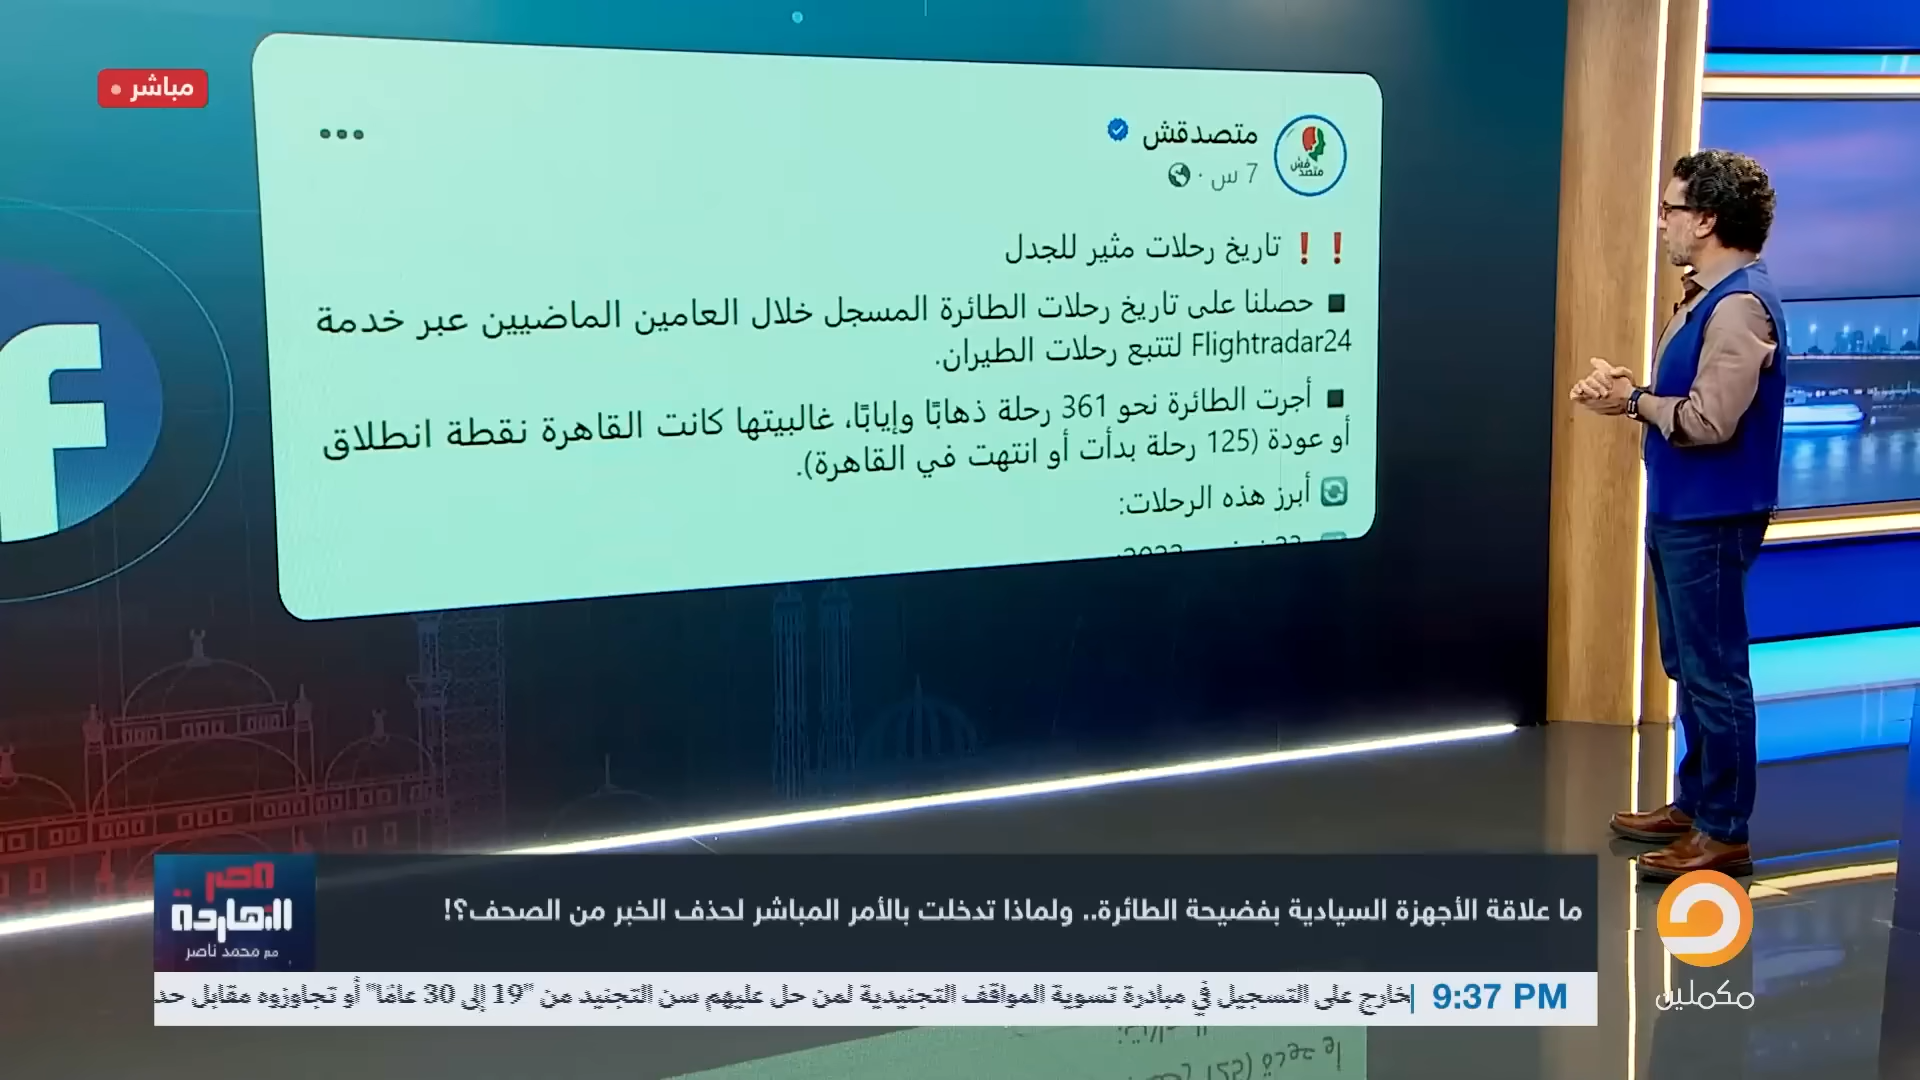 مباشر
متصدقش
7 س
متصدقش
❗❗ تاريخ رحلات مثير للجدل
◼ حصلنا على تاريخ رحلات الطائرة المسجل خلال العامين الماضيين عبر خدمة
Flightradar24 لتتبع رحلات الطيران.
◼ أجرت الطائرة نحو 361 رحلة ذهابًا وإيابًا، غالبيتها كانت القاهرة نقطة انطلاق
أو عودة (125 رحلة بدأت أو انتهت في القاهرة).
🔄 أبرز هذه الرحلات:
f
مصر
النهاردة
مع محمد ناصر
ما علاقة الأجهزة السيادية بفضيحة الطائرة.. ولماذا تدخلت بالأمر المباشر لحذف الخبر من الصحف؟!
9:37 PM
خارج على التسجيل في مبادرة تسوية المواقف التجنيدية لمن حل عليهم سن التجنيد من "19 إلى 30 عامًا" أو تجاوزوه مقابل حد
مكملين